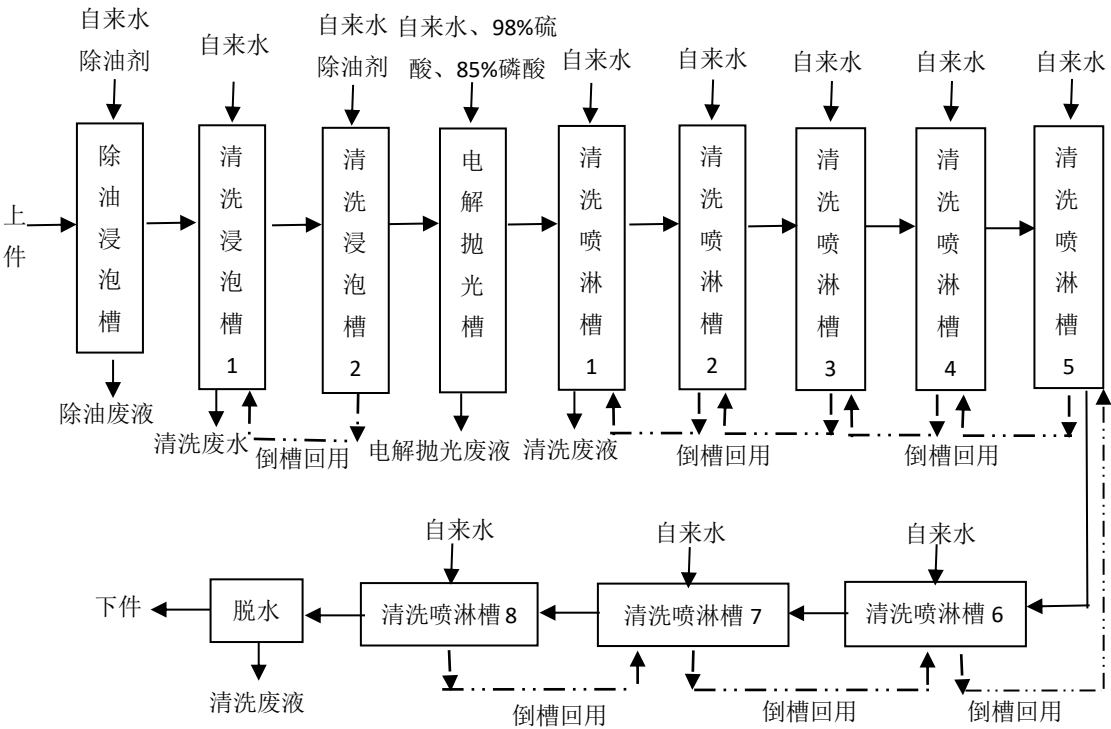 自来水
除油剂
自来水
自来水
除油剂
自来水、98%硫
酸、85%磷酸
自来水
自来水
自来水
自来水
自来水
上件
除油浸泡槽
清洗浸泡槽1
清洗浸泡槽2
电解抛光槽
清洗喷淋槽1
清洗喷淋槽2
清洗喷淋槽3
清洗喷淋槽4
清洗喷淋槽5
除油废液
清洗废水
倒槽回用
电解抛光废液
清洗废液
倒槽回用
倒槽回用
自来水
自来水
自来水
下件
脱水
清洗喷淋槽8
清洗喷淋槽7
清洗喷淋槽6
清洗废液
倒槽回用
倒槽回用
倒槽回用